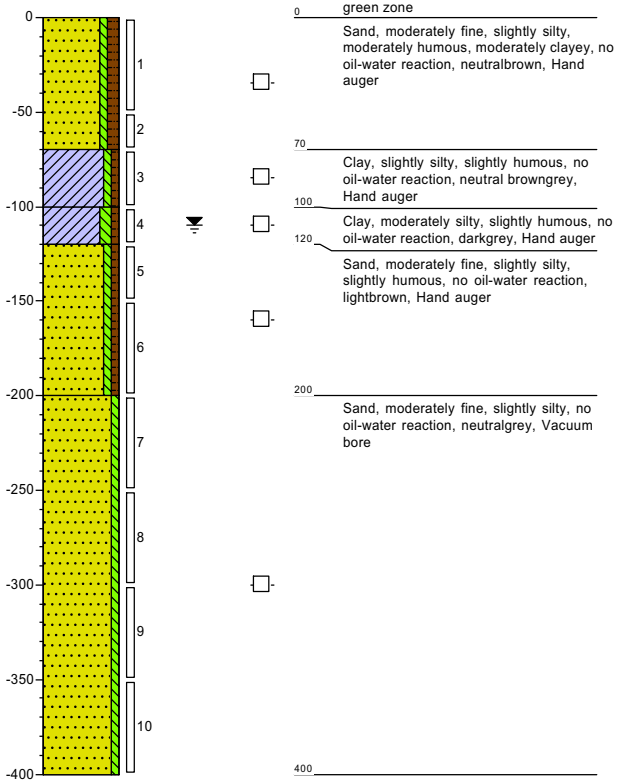 0
-50
-100
-150
-200
-250
-300
-350
-400
1
2
3
4
5
6
7
8
9
10
0
green zone
Sand, moderately fine, slightly silty,
moderately humous, moderately clayey, no
oil-water reaction, neutralbrown, Hand
auger
70
Clay, slightly silty, slightly humous, no
oil-water reaction, neutral browngrey,
Hand auger
100
Clay, moderately silty, slightly humous, no
oil-water reaction, darkgrey, Hand auger
120
Sand, moderately fine, slightly silty,
slightly humous, no oil-water reaction,
lightbrown, Hand auger
200
Sand, moderately fine, slightly silty, no
oil-water reaction, neutralgrey, Vacuum
bore
400